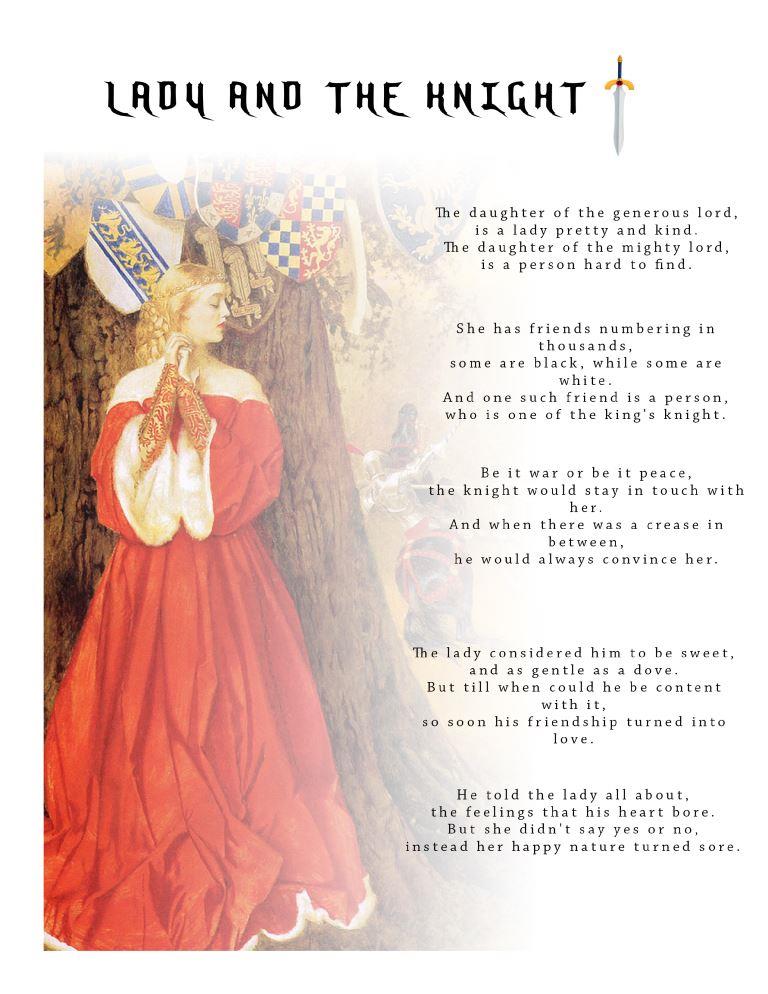 LADY AND THE KNIGHT
The daughter of the generous lord,
is a lady pretty and kind.
The daughter of the mighty lord,
is a person hard to find.
She has friends numbering in
thousands,
some are black, while some are
white.
And one such friend is a person,
who is one of the king's knight.
Be it war or be it peace,
the knight would stay in touch with
her.
And when there was a crease in
between,
he would always convince her.
The lady considered him to be sweet,
and as gentle as a dove.
But till when could he be content
with it,
so soon his friendship turned into
love.
He told the lady all about,
the feelings that his heart bore.
But she didn't say yes or no,
instead her happy nature turned sore.